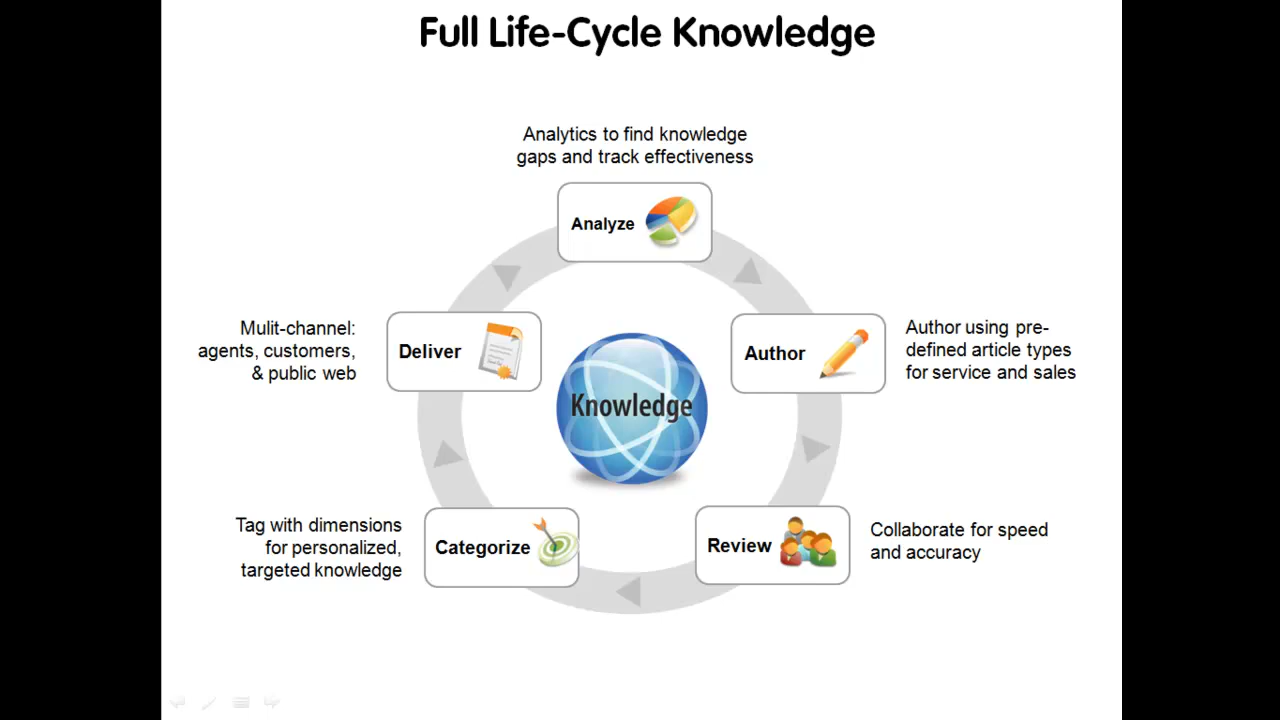 Full Life-Cycle Knowledge
Analytics to find knowledge
gaps and track effectiveness
Analyze
Author
Author using pre-
defined article types
for service and sales
Review
Collaborate for speed
and accuracy
Categorize
Tag with dimensions
for personalized,
targeted knowledge
Deliver
Mulit-channel:
agents, customers,
& public web
Knowledge